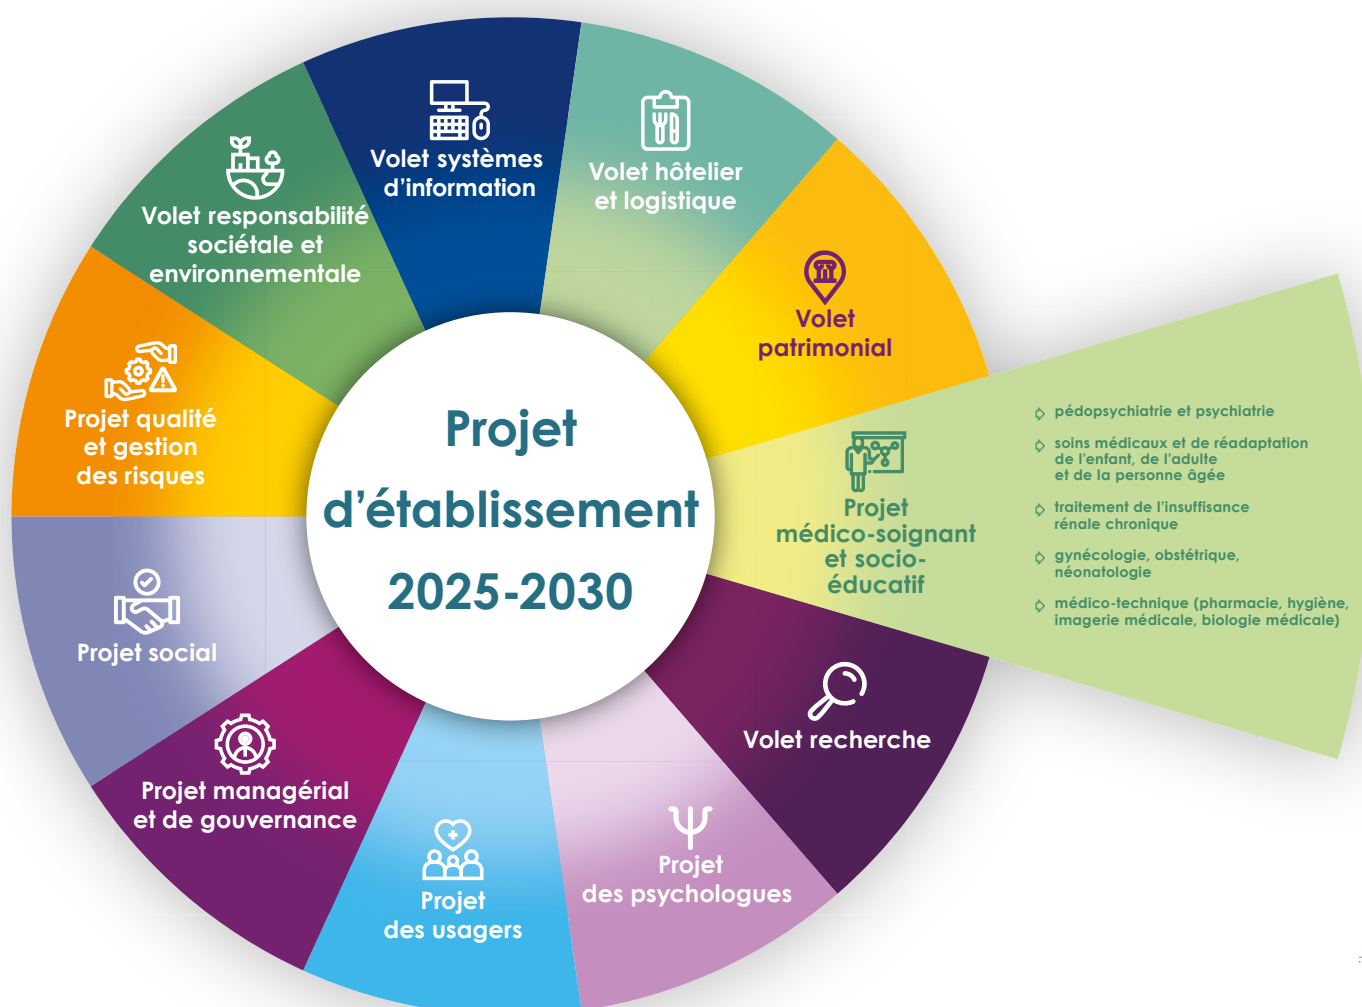 Projet
d'établissement
2025-2030
Volet systèmes
d'information
Volet hôtelier
et logistique
Volet
patrimonial
Projet
médico-soignant
et socio-
éducatif
pédopsychiatrie et psychiatrie
soins médicaux et de réadaptation
de l'enfant, de l'adulte
et de la personne âgée
traitement de l'insuffisance
rénale chronique
gynécologie, obstétrique,
néonatologie
médico-technique (pharmacie, hygiène,
imagerie médicale, biologie médicale)
Volet recherche
Projet
des psychologues
Projet
des usagers
Projet managérial
et de gouvernance
Projet social
Projet qualité
et gestion
des risques
Volet responsabilité
sociétale et
environnementale